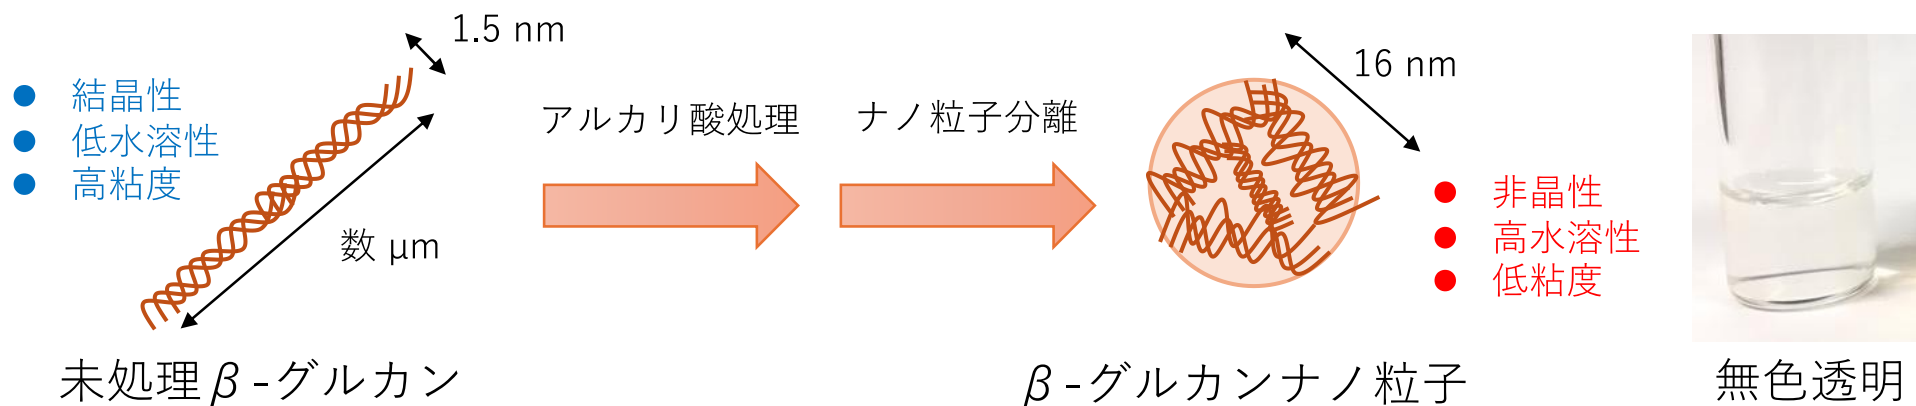 1.5 nm
● 結晶性
● 低水溶性
● 高粘度
数 μm
未処理β-グルカン
アルカリ酸処理
ナノ粒子分離
16 nm
● 非晶性
● 高水溶性
● 低粘度
β-グルカンナノ粒子
無色透明